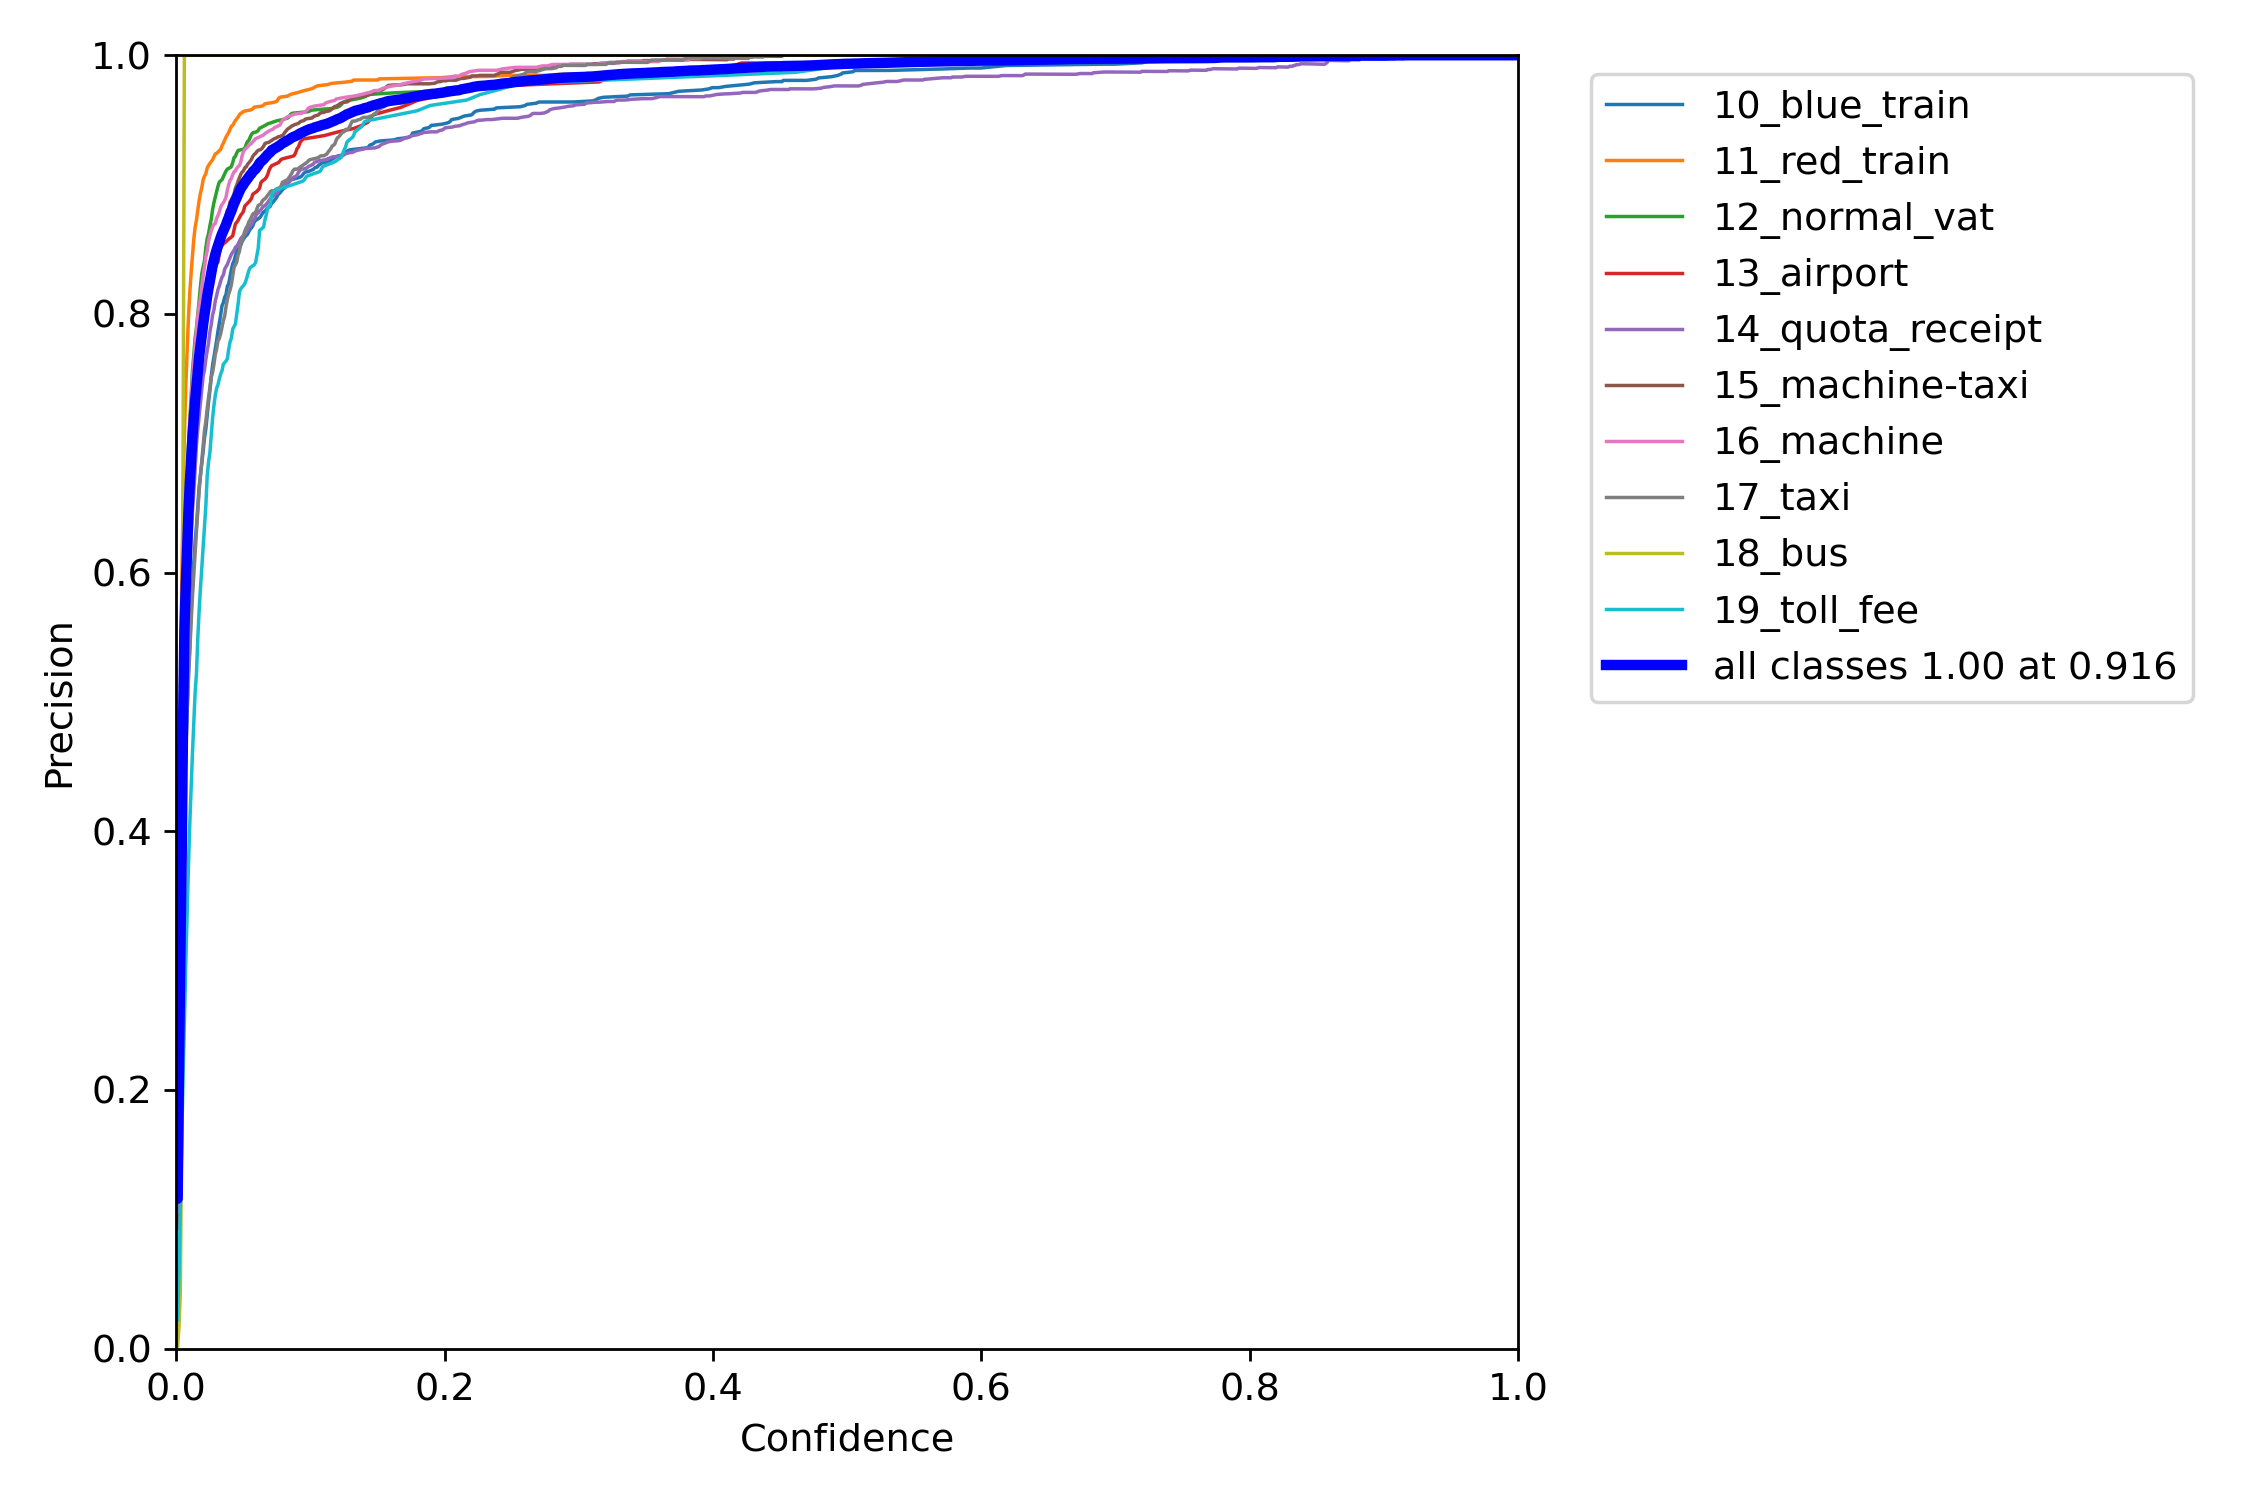 1.0
0.8
0.6
0.4
0.2
0.0
Precision
0.0 0.2 0.4 0.6 0.8 1.0
Confidence
10_blue_train
11_red_train
12_normal_vat
13_airport
14_quota_receipt
15_machine-taxi
16_machine
17_taxi
18_bus
19_toll_fee
all classes 1.00 at 0.916